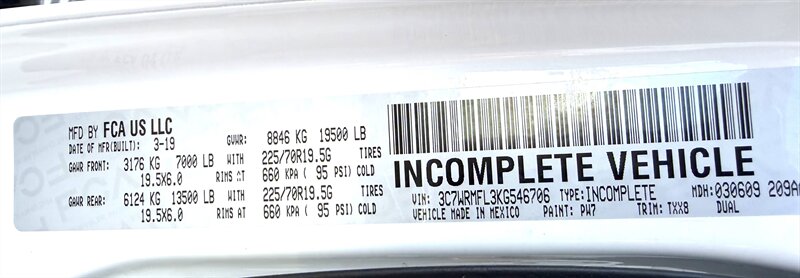 MFD BY FCA US LLC
DATE OF MFR(BUILT): 3-19 GVWR: 8846 KG 19500 LB
GAWR FRONT: 3176 KG 7000 LB WITH 225/70R19.5G TIRES
19.5X6.0 RIMS AT 660 KPA ( 95 PSI) COLD
GAWR REAR: 6124 KG 13500 LB WITH 225/70R19.5G TIRES
19.5X6.0 RIMS AT 660 KPA ( 95 PSI) COLD
INCOMPLETE VEHICLE
VIN: 3C7WRMFL3KG546706 TYPE:INCOMPLETE MDH:030609 209A
VEHICLE MADE IN MEXICO PAINT: PW7 TRIM: TXX8 DUAL